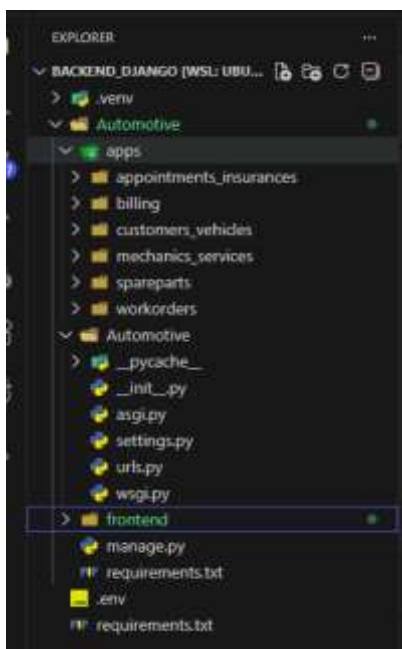 EXPLORER
BACKEND_DJANGO [WSL: UBU...
.venv
Automotive
apps
appointments_insurances
billing
customers_vehicles
mechanics_services
spareparts
workorders
Automotive
__pycache__
__init__.py
asgi.py
settings.py
urls.py
wsgi.py
frontend
manage.py
requirements.txt
.env
requirements.txt